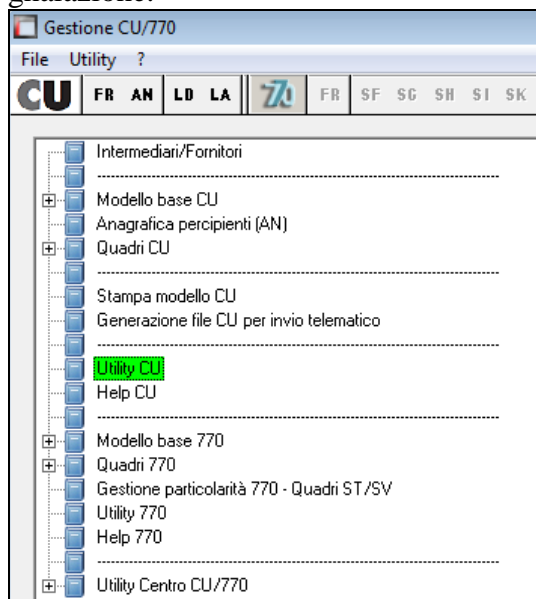 Gestione CU/770
File Utility ?
CU FR AN LD LA 770 FR SF SG SH SI SK
Intermediari/Fornitori
Modello base CU
Anagrafica percipienti (AN)
Quadri CU
Stampa modello CU
Generazione file CU per invio telematico
Utility CU
Help CU
Modello base 770
Quadri 770
Gestione particolarità 770 - Quadri ST/SV
Utility 770
Help 770
Utility Centro CU/770